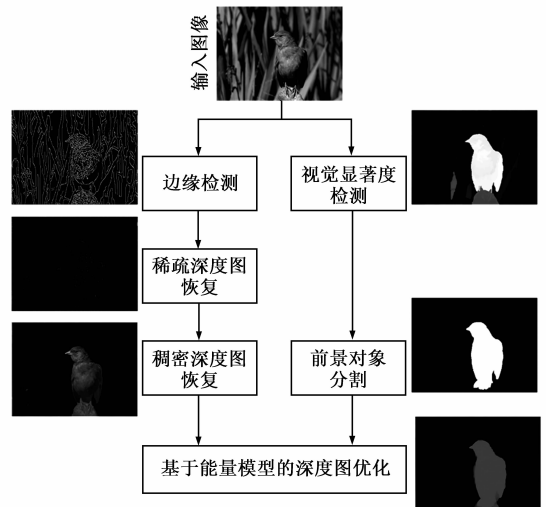 输入图像
边缘检测
视觉显著度
检测
稀疏深度图
恢复
稠密深度图
恢复
前景对象
分割
基于能量模型的深度图优化